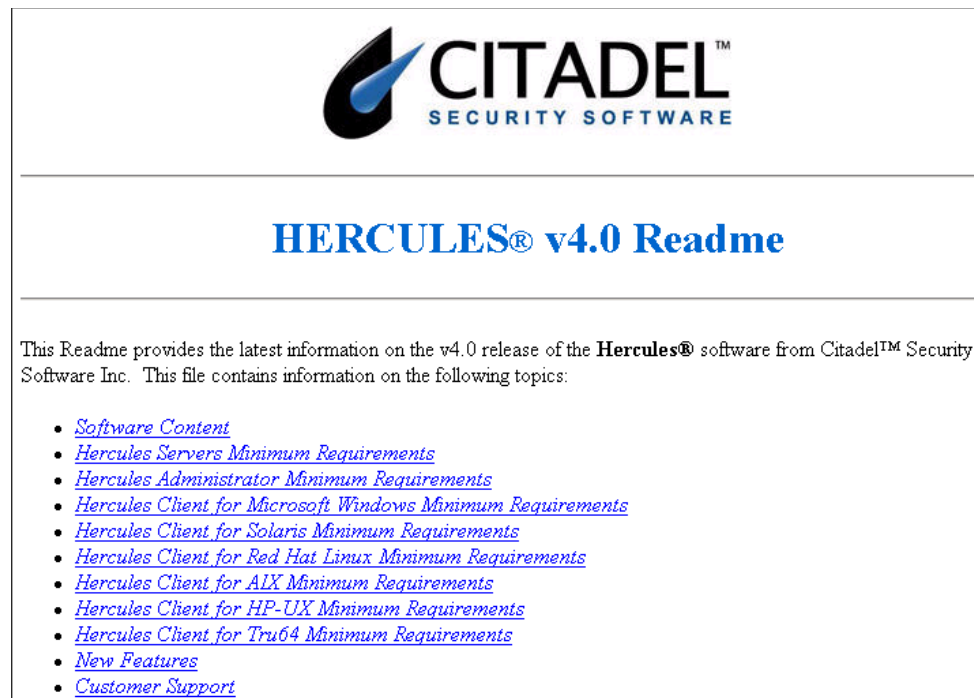 CITADEL™
SECURITY SOFTWARE
HERCULES® v4.0 Readme
This Readme provides the latest information on the v4.0 release of the Hercules® software from Citadel™ Security
Software Inc. This file contains information on the following topics:
• Software Content
• Hercules Servers Minimum Requirements
• Hercules Administrator Minimum Requirements
• Hercules Client for Microsoft Windows Minimum Requirements
• Hercules Client for Solaris Minimum Requirements
• Hercules Client for Red Hat Linux Minimum Requirements
• Hercules Client for AIX Minimum Requirements
• Hercules Client for HP-UX Minimum Requirements
• Hercules Client for Tru64 Minimum Requirements
• New Features
• Customer Support